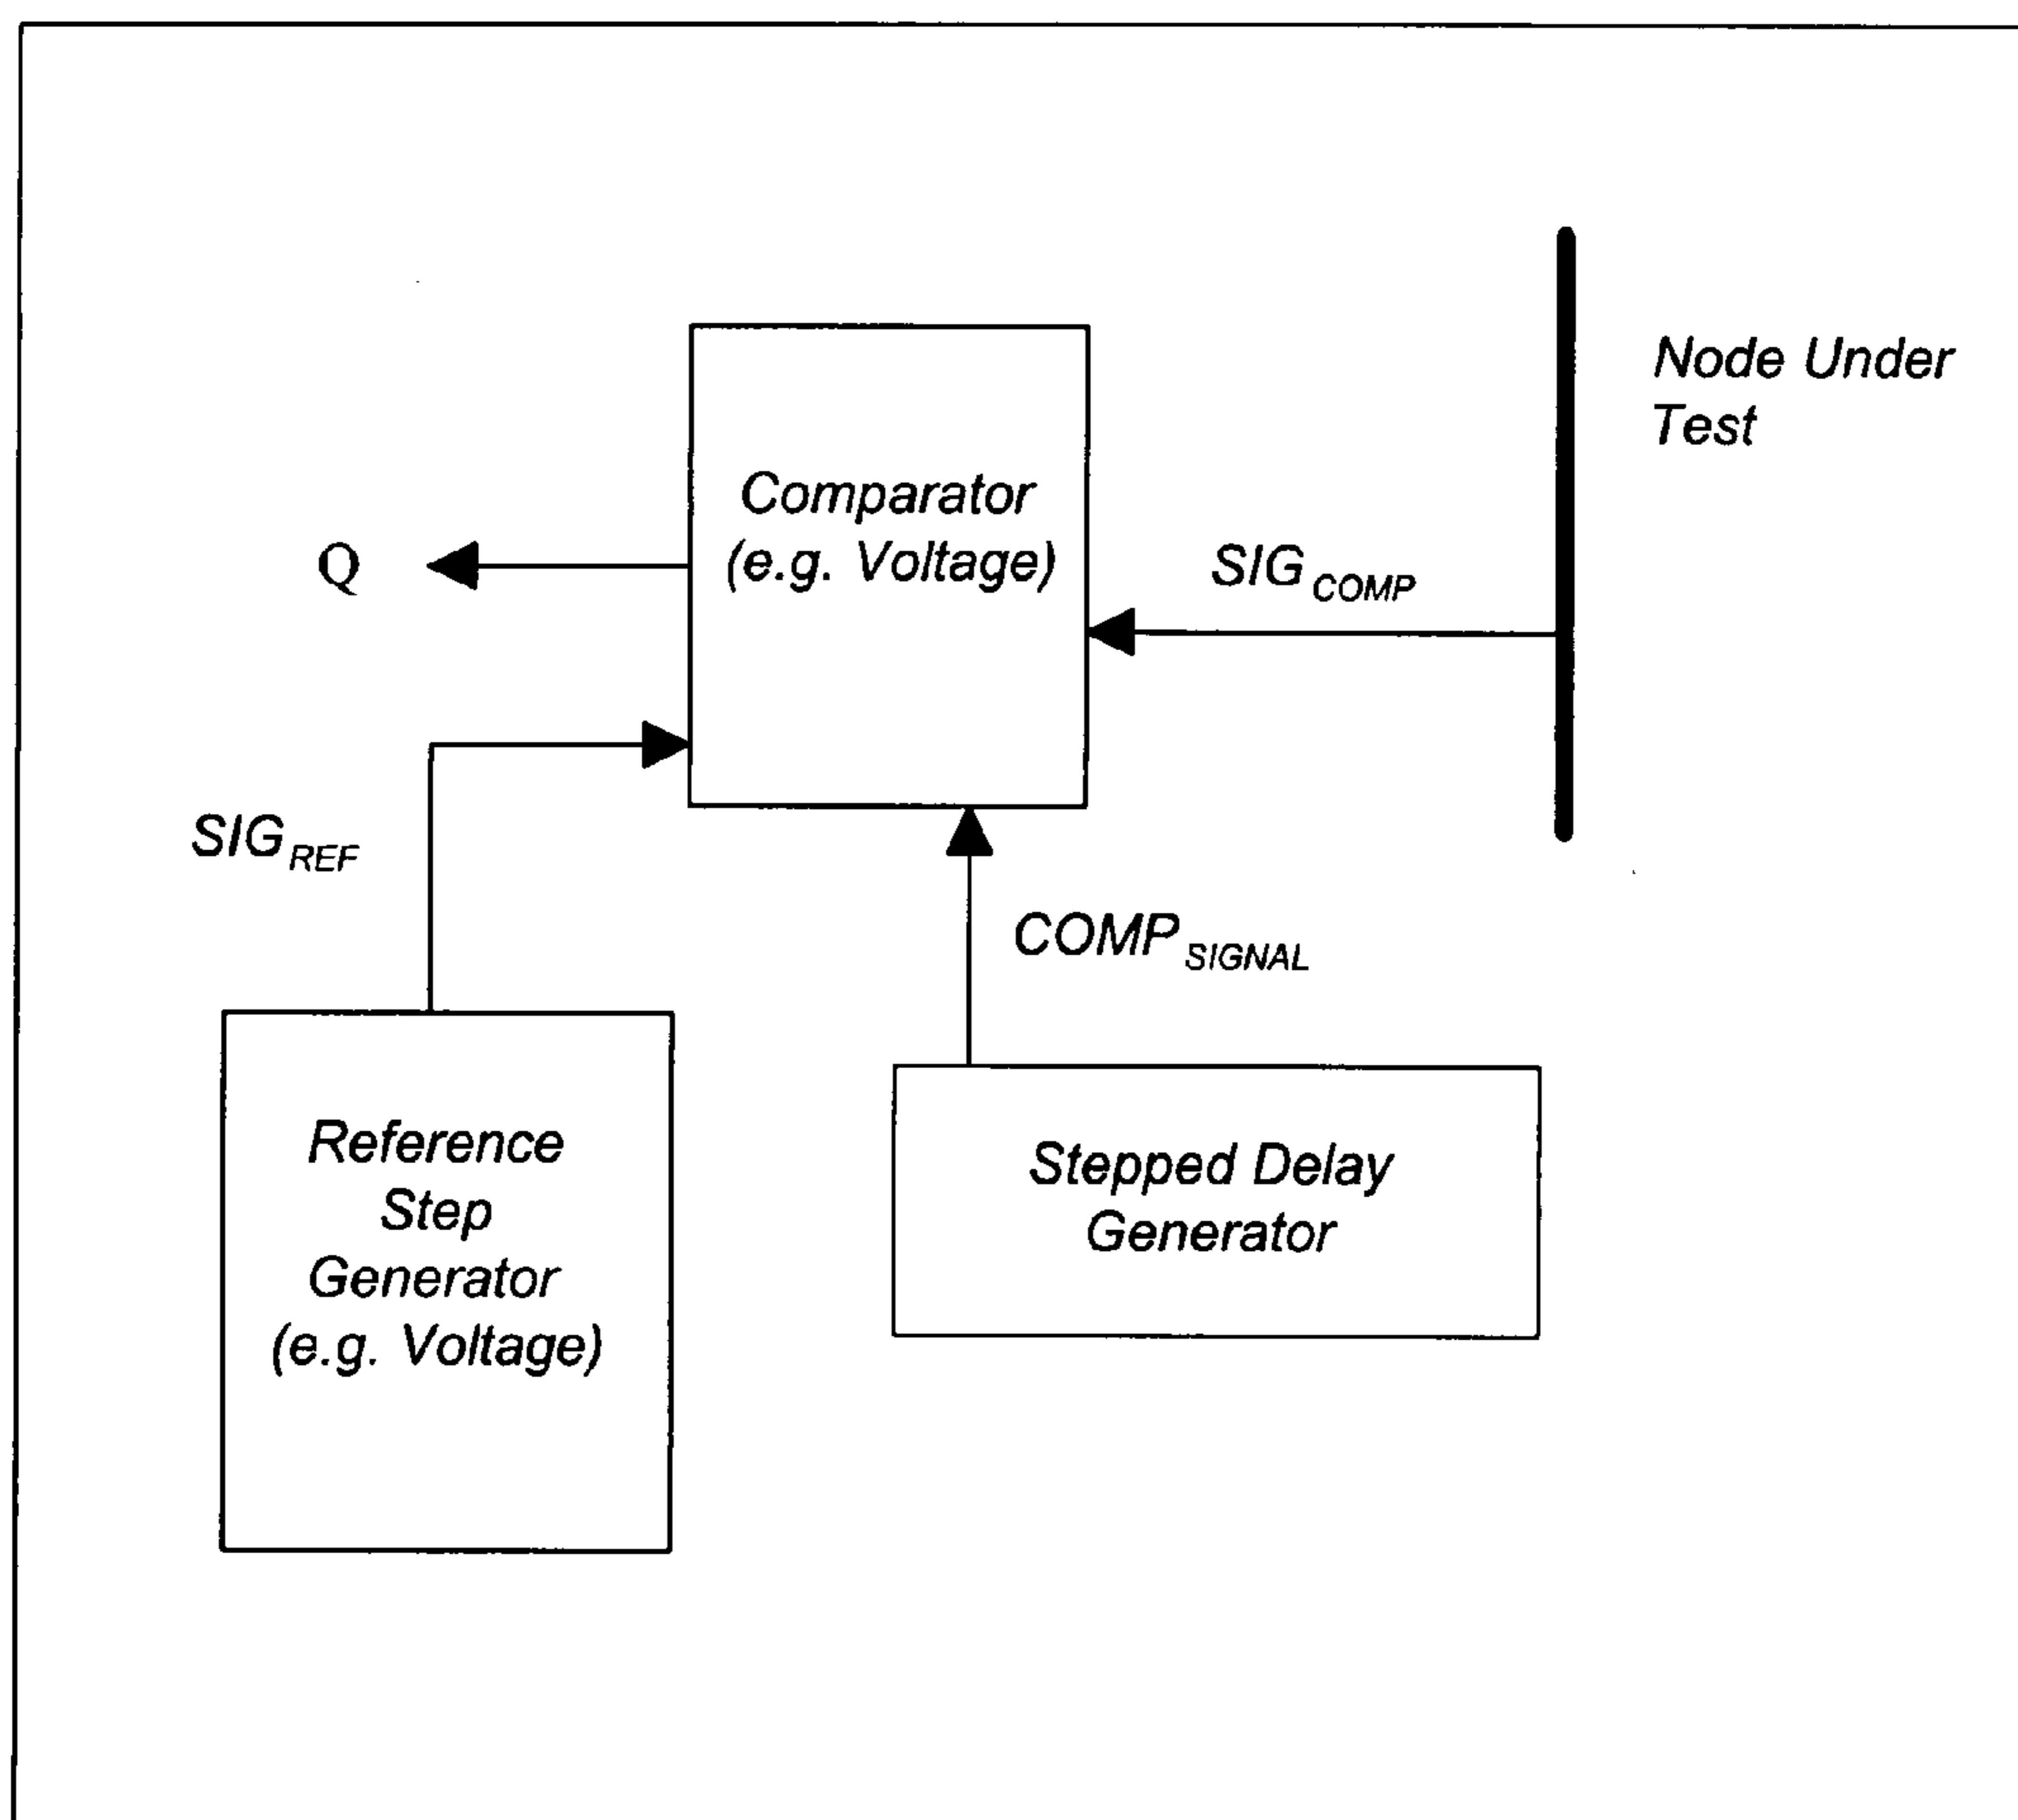 Node Under
Test
Comparator
(e.g. Voltage)
Q
SIG COMP
SIG REF
COMP SIGNAL
Reference
Step
Generator
(e.g. Voltage)
Stepped Delay
Generator